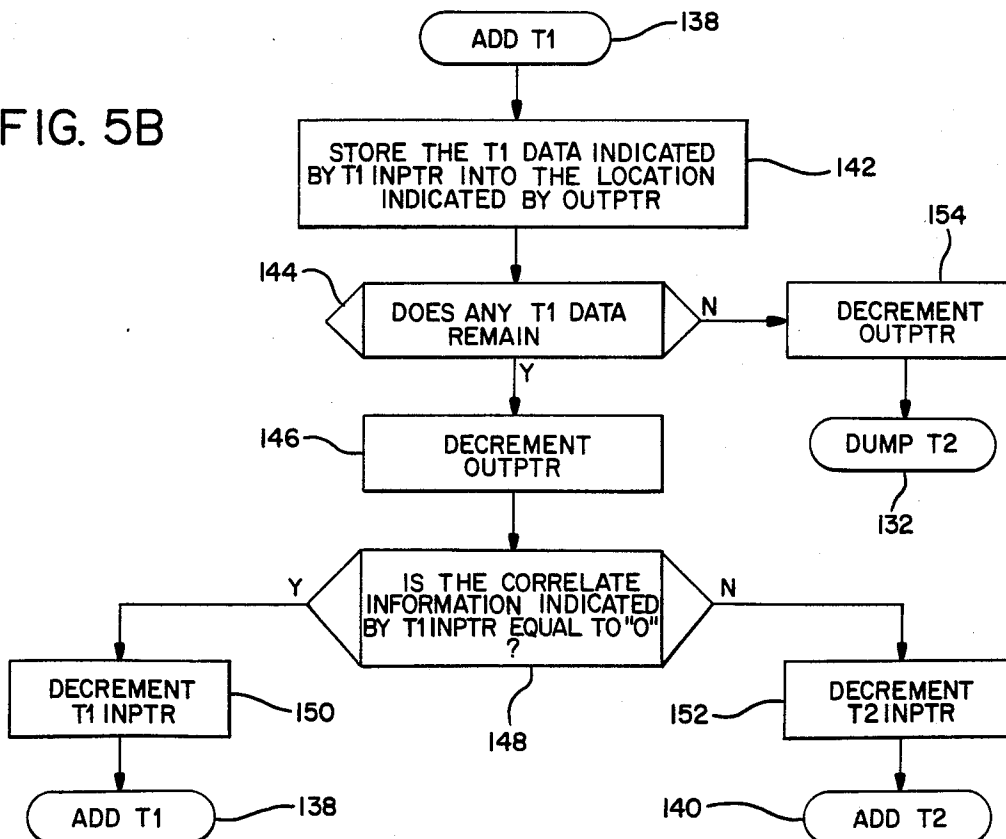 FIG. 5B
ADD T1
138
STORE THE T1 DATA INDICATED
BY T1 INPTR INTO THE LOCATION
INDICATED BY OUTPTR
142
144
DOES ANY T1 DATA
REMAIN
N
154
DECREMENT
OUTPTR
Y
DUMP T2
132
146
DECREMENT
OUTPTR
Y
IS THE CORRELATE
INFORMATION INDICATED
BY T1 INPTR EQUAL TO "0"
?
N
148
DECREMENT
T1 INPTR
150
152
DECREMENT
T2 INPTR
ADD T1
138
140
ADD T2